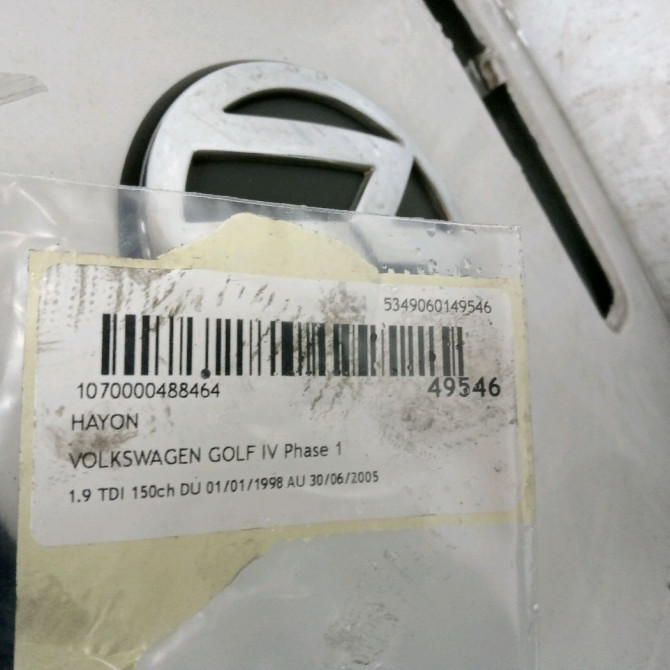 5349060149546
1070000488464 49546
HAYON
VOLKSWAGEN GOLF IV Phase 1
1.9 TDI 150ch DU 01/01/1998 AU 30/06/2005